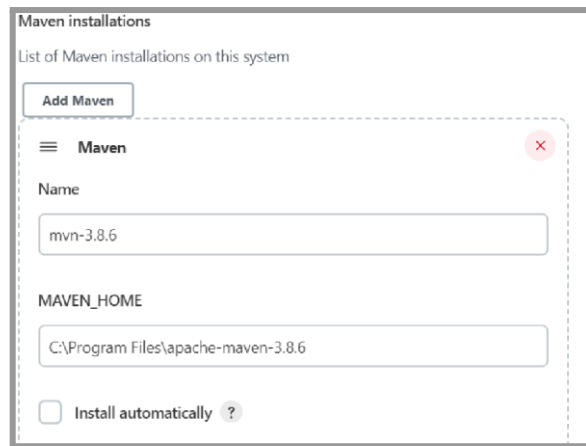 Maven installations
List of Maven installations on this system
Add Maven
Maven
Name
mvn-3.8.6
MAVEN_HOME
C:\Program Files\apache-maven-3.8.6
Install automatically ?